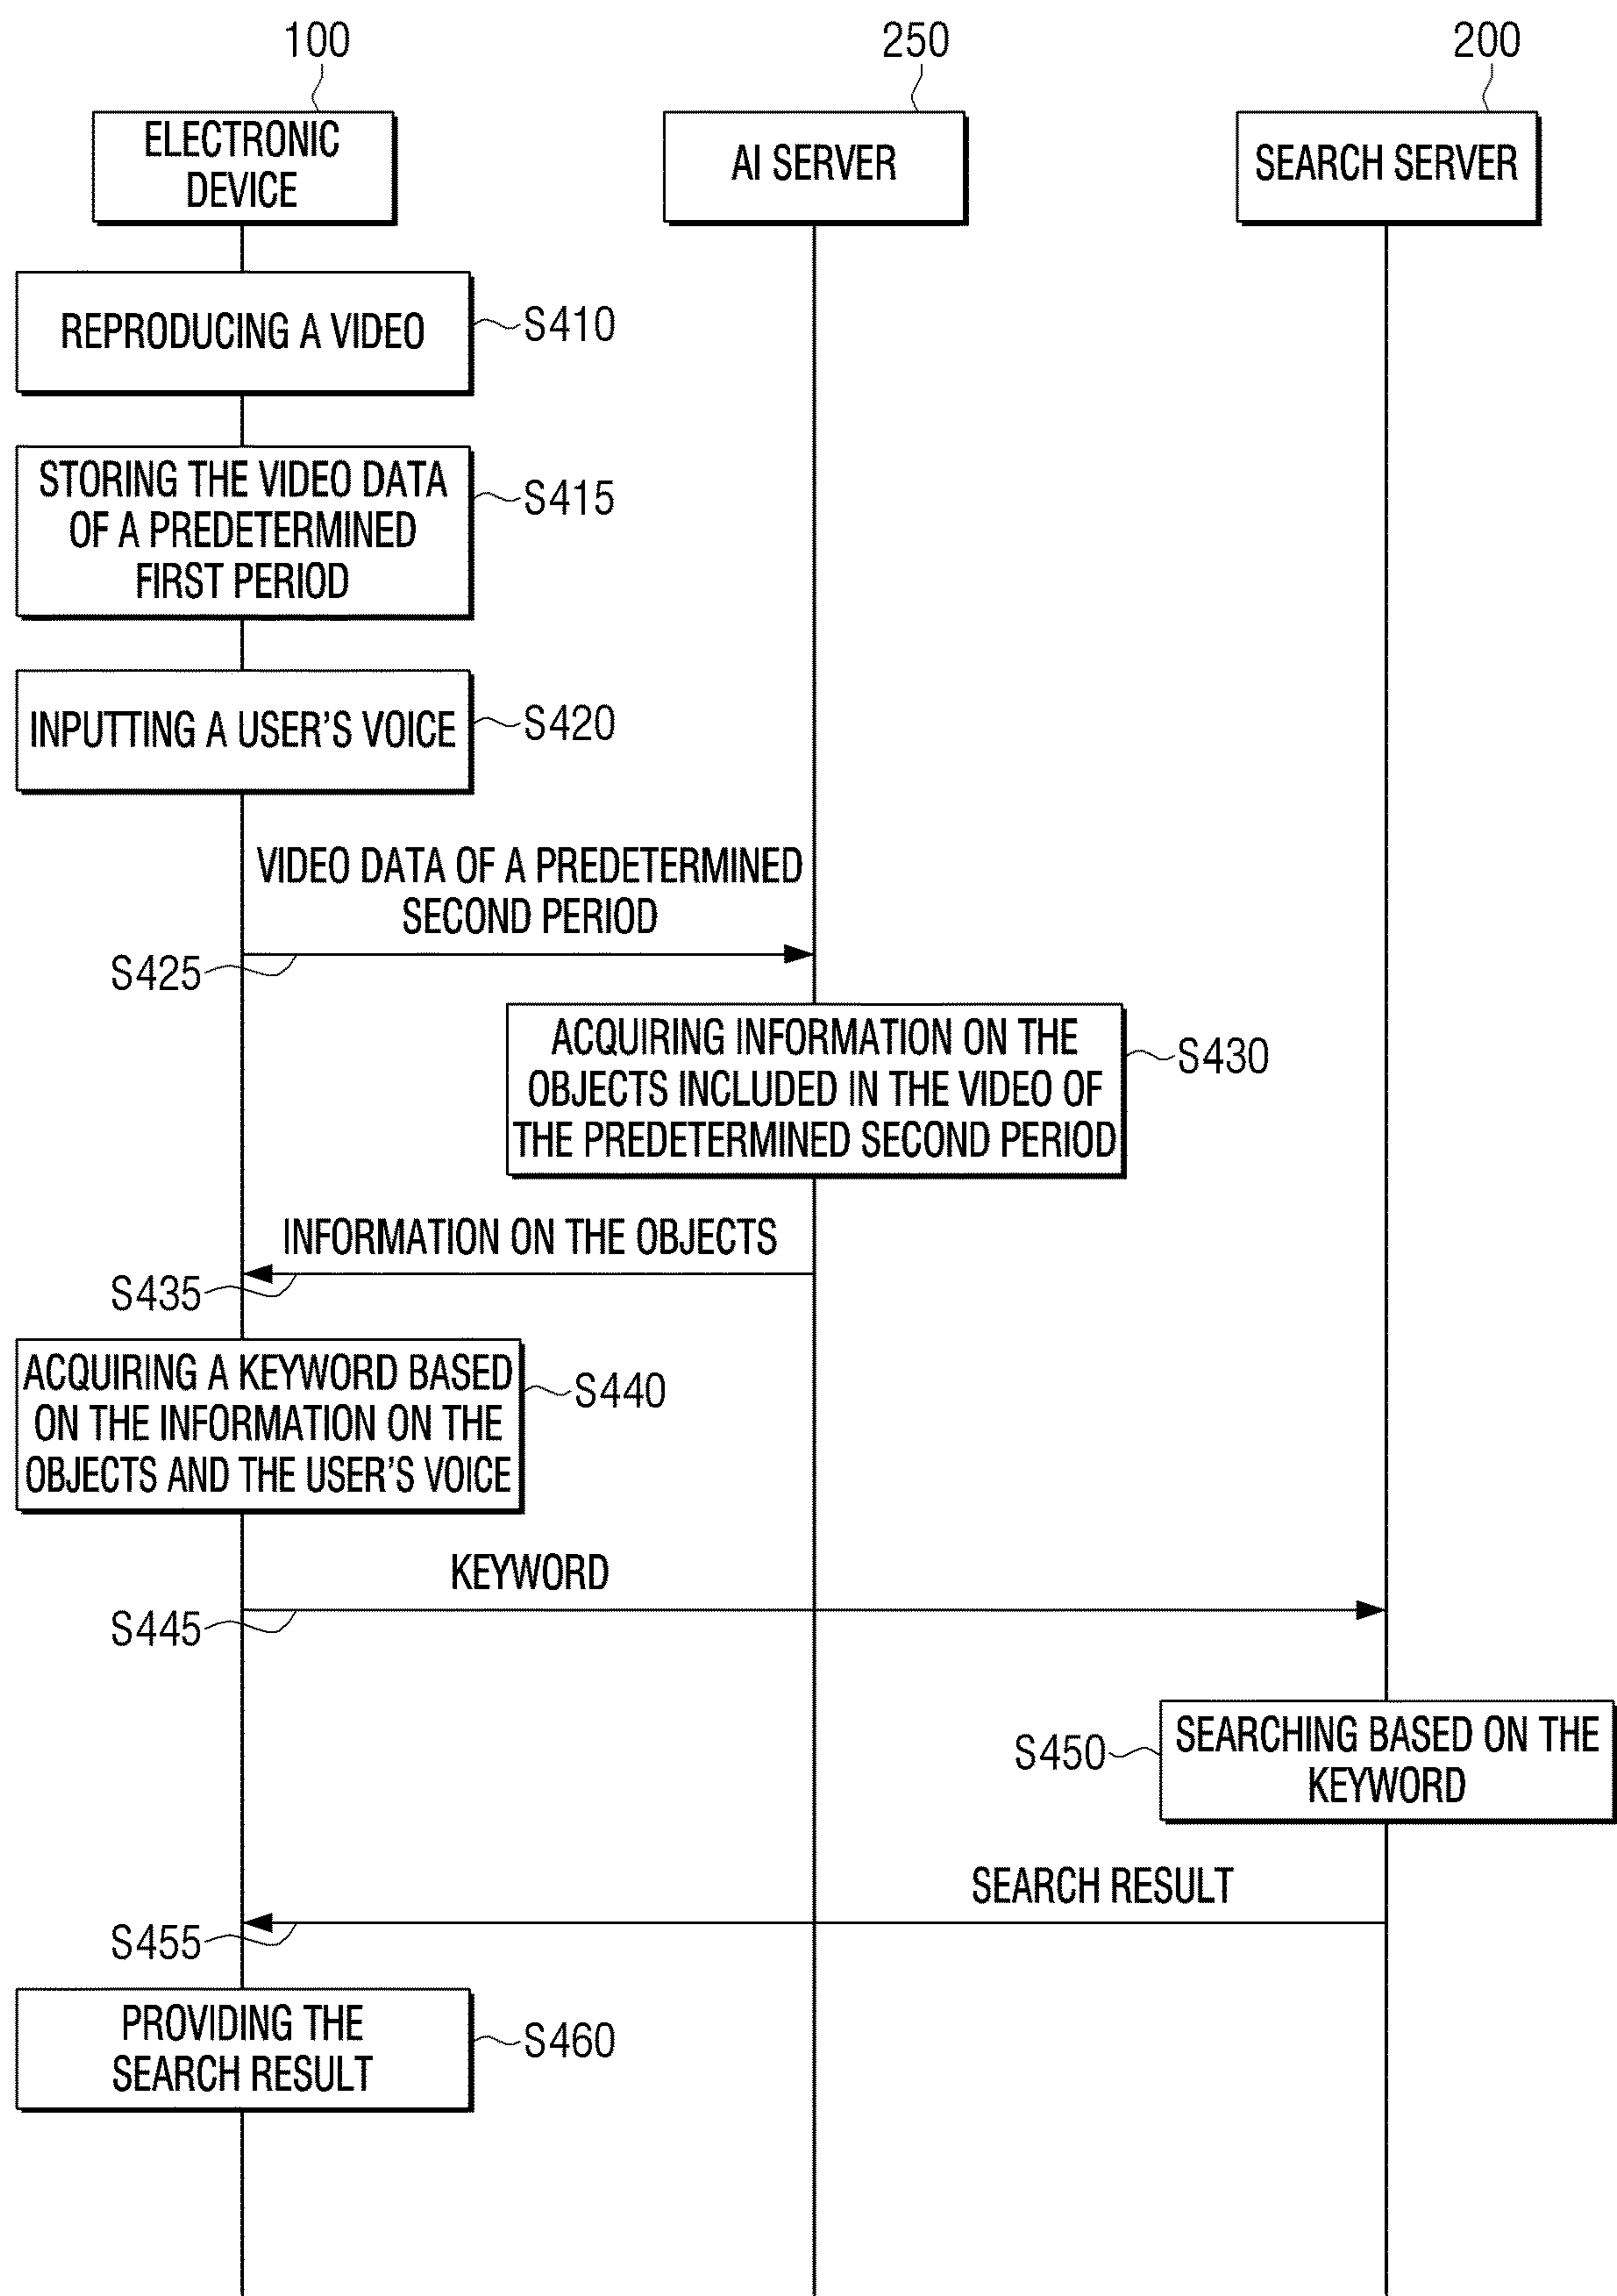 100
250
200
ELECTRONIC
DEVICE
AI SERVER
SEARCH SERVER
REPRODUCING A VIDEO
S410
STORING THE VIDEO DATA
OF A PREDETERMINED
FIRST PERIOD
S415
INPUTTING A USER'S VOICE
S420
VIDEO DATA OF A PREDETERMINED
SECOND PERIOD
S425
ACQUIRING INFORMATION ON THE
OBJECTS INCLUDED IN THE VIDEO OF
THE PREDETERMINED SECOND PERIOD
S430
INFORMATION ON THE OBJECTS
S435
ACQUIRING A KEYWORD BASED
ON THE INFORMATION ON THE
OBJECTS AND THE USER'S VOICE
S440
KEYWORD
S445
SEARCHING BASED ON THE
KEYWORD
S450
SEARCH RESULT
S455
PROVIDING THE
SEARCH RESULT
S460